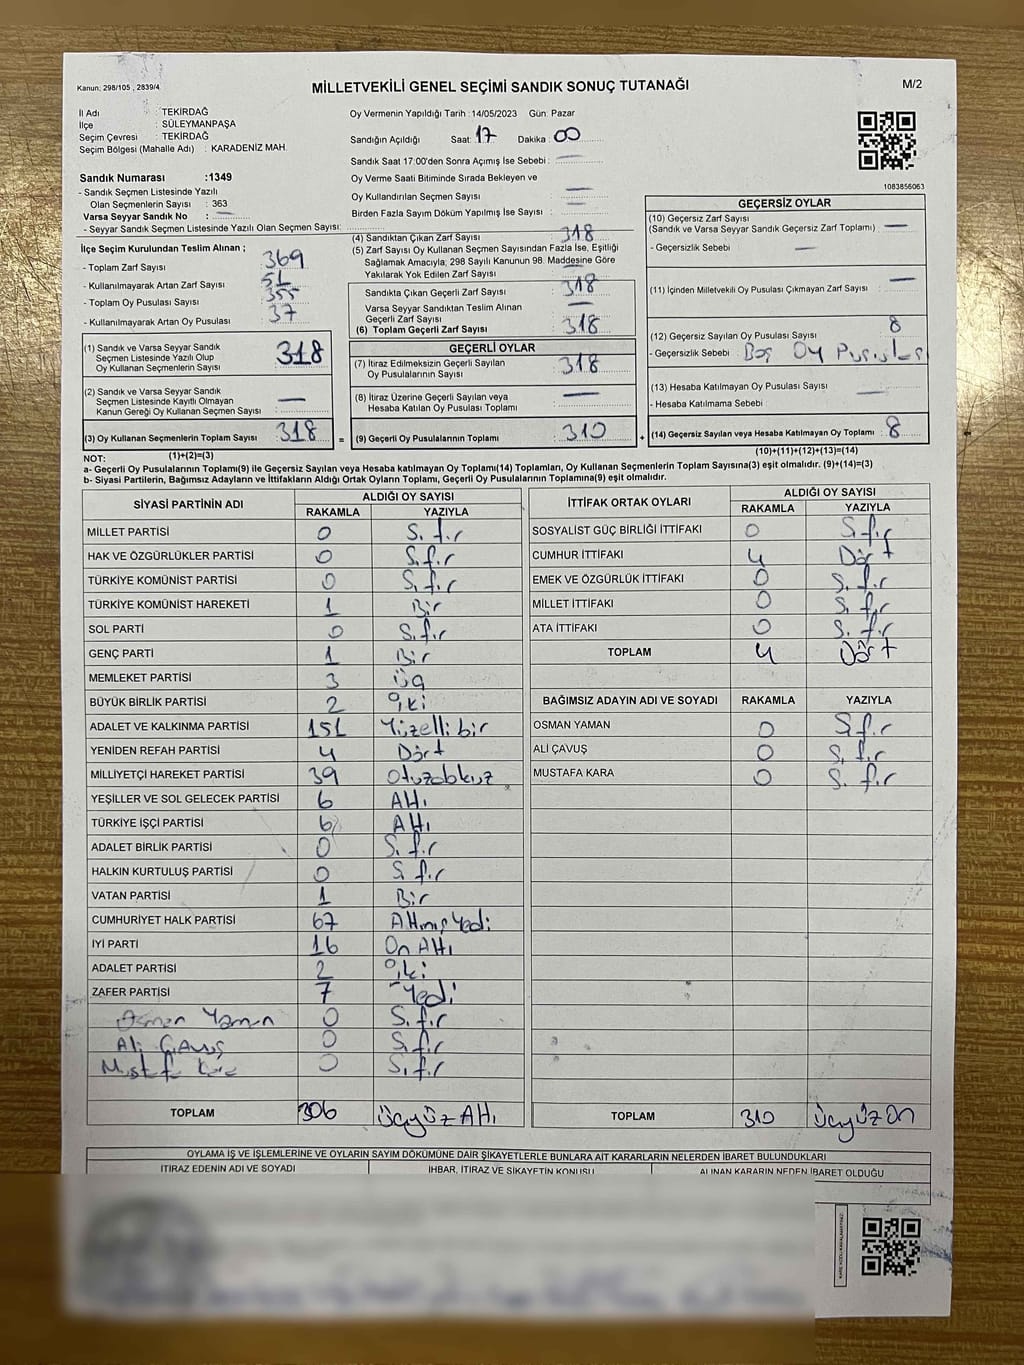 Kanun: 298/105 , 2839/4
MİLLETVEKİLİ GENEL SEÇİMİ SANDIK SONUÇ TUTANAĞI
M/2
İl Adı : TEKİRDAĞ
İlçe : SÜLEYMANPAŞA
Seçim Çevresi : TEKİRDAĞ
Seçim Bölgesi (Mahalle Adı) : KARADENİZ MAH.
Oy Vermenin Yapıldığı Tarih : 14/05/2023 Gün: Pazar
Sandığın Açıldığı Saat: 17 Dakika : 00
Sandık Saat 17:00'den Sonra Açımış İse Sebebi : —
Oy Verme Saati Bitiminde Sırada Bekleyen ve
Oy Kullandırılan Seçmen Sayısı : —
Birden Fazla Sayım Döküm Yapılmış İse Sayısı : —
1083856063
Sandık Numarası :1349
- Sandık Seçmen Listesinde Yazılı
Olan Seçmenlerin Sayısı : 363
Varsa Seyyar Sandık No : —
- Seyyar Sandık Seçmen Listesinde Yazılı Olan Seçmen Sayısı:
İlçe Seçim Kurulundan Teslim Alınan ;
- Toplam Zarf Sayısı : 369
- Kullanılmayarak Artan Zarf Sayısı : 51
- Toplam Oy Pusulası Sayısı : 355
- Kullanılmayarak Artan Oy Pusulası : 37
(1) Sandık ve Varsa Seyyar Sandık
Seçmen Listesinde Yazılı Olup
Oy Kullanan Seçmenlerin Sayısı : 318
(2) Sandık ve Varsa Seyyar Sandık
Seçmen Listesinde Kayıtlı Olmayan
Kanun Gereği Oy Kullanan Seçmen Sayısı : —
(3) Oy Kullanan Seçmenlerin Toplam Sayısı : 318
(4) Sandıktan Çıkan Zarf Sayısı : 318
(5) Zarf Sayısı Oy Kullanan Seçmen Sayısından Fazla İse, Eşitliği
Sağlamak Amacıyla; 298 Sayılı Kanunun 98. Maddesine Göre
Yakılarak Yok Edilen Zarf Sayısı : —
Sandıkta Çıkan Geçerli Zarf Sayısı : 318
Varsa Seyyar Sandıktan Teslim Alınan
Geçerli Zarf Sayısı : —
(6) Toplam Geçerli Zarf Sayısı : 318
GEÇERLİ OYLAR
(7) İtiraz Edilmeksizin Geçerli Sayılan
Oy Pusulalarının Sayısı : 318
(8) İtiraz Üzerine Geçerli Sayılan veya
Hesaba Katılan Oy Pusulası Toplamı : —
= (9) Geçerli Oy Pusulalarının Toplamı : 310
GEÇERSİZ OYLAR
(10) Geçersiz Zarf Sayısı
(Sandık ve Varsa Seyyar Sandık Geçersiz Zarf Toplamı) : —
- Geçersizlik Sebebi : —
(11) İçinden Milletvekili Oy Pusulası Çıkmayan Zarf Sayısı : —
(12) Geçersiz Sayılan Oy Pusulası Sayısı : 8
- Geçersizlik Sebebi : Boş Oy Pusulası
(13) Hesaba Katılmayan Oy Pusulası Sayısı : —
- Hesaba Katılmama Sebebi :
+ (14) Geçersiz Sayılan veya Hesaba Katılmayan Oy Toplamı : 8
NOT: (1)+(2)=(3)
(10)+(11)+(12)+(13)=(14)
a- Geçerli Oy Pusulalarının Toplamı(9) ile Geçersiz Sayılan veya Hesaba katılmayan Oy Toplamı(14) Toplamları, Oy Kullanan Seçmenlerin Toplam Sayısına(3) eşit olmalıdır. (9)+(14)=(3)
b- Siyasi Partilerin, Bağımsız Adayların ve İttifakların Aldığı Ortak Oyların Toplamı, Geçerli Oy Pusulalarının Toplamına(9) eşit olmalıdır.
SİYASİ PARTİNİN ADI ALDIĞI OY SAYISI
RAKAMLA YAZIYLA
MİLLET PARTİSİ 0 Sıfır
HAK VE ÖZGÜRLÜKLER PARTİSİ 0 Sıfır
TÜRKİYE KOMÜNİST PARTİSİ 0 Sıfır
TÜRKİYE KOMÜNİST HAREKETİ 1 Bir
SOL PARTİ 0 Sıfır
GENÇ PARTİ 1 Bir
MEMLEKET PARTİSİ 3 üç
BÜYÜK BİRLİK PARTİSİ 2 iki
ADALET VE KALKINMA PARTİSİ 151 Yüzellibir
YENİDEN REFAH PARTİSİ 4 Dört
MİLLİYETÇİ HAREKET PARTİSİ 39 Otuzdokuz
YEŞİLLER VE SOL GELECEK PARTİSİ 6 Altı
TÜRKİYE İŞÇİ PARTİSİ 6 Altı
ADALET BİRLİK PARTİSİ 0 Sıfır
HALKIN KURTULUŞ PARTİSİ 0 Sıfır
VATAN PARTİSİ 1 Bir
CUMHURİYET HALK PARTİSİ 67 Altmış Yedi
İYİ PARTİ 16 On Altı
ADALET PARTİSİ 2 iki
ZAFER PARTİSİ 7 Yedi
Osman Yaman 0 Sıfır
Ali Çavuş 0 Sıfır
Mustafa Kara 0 Sıfır
TOPLAM 306 üçyüz Altı
İTTİFAK ORTAK OYLARI ALDIĞI OY SAYISI
RAKAMLA YAZIYLA
SOSYALİST GÜÇ BİRLİĞİ İTTİFAKI 0 Sıfır
CUMHUR İTTİFAKI 4 Dört
EMEK VE ÖZGÜRLÜK İTTİFAKI 0 Sıfır
MİLLET İTTİFAKI 0 Sıfır
ATA İTTİFAKI 0 Sıfır
TOPLAM 4 Dört
BAĞIMSIZ ADAYIN ADI VE SOYADI RAKAMLA YAZIYLA
OSMAN YAMAN 0 Sıfır
ALİ ÇAVUŞ 0 Sıfır
MUSTAFA KARA 0 Sıfır
TOPLAM 310 üçyüz On
OYLAMA İŞ VE İŞLEMLERİNE VE OYLARIN SAYIM DÖKÜMÜNE DAİR ŞİKAYETLERLE BUNLARA AİT KARARLARIN NELERDEN İBARET BULUNDUKLARI
İTİRAZ EDENİN ADI VE SOYADI İHBAR, İTİRAZ VE ŞİKAYETİN KONUSU ALINAN KARARIN NEDEN İBARET OLDUĞU